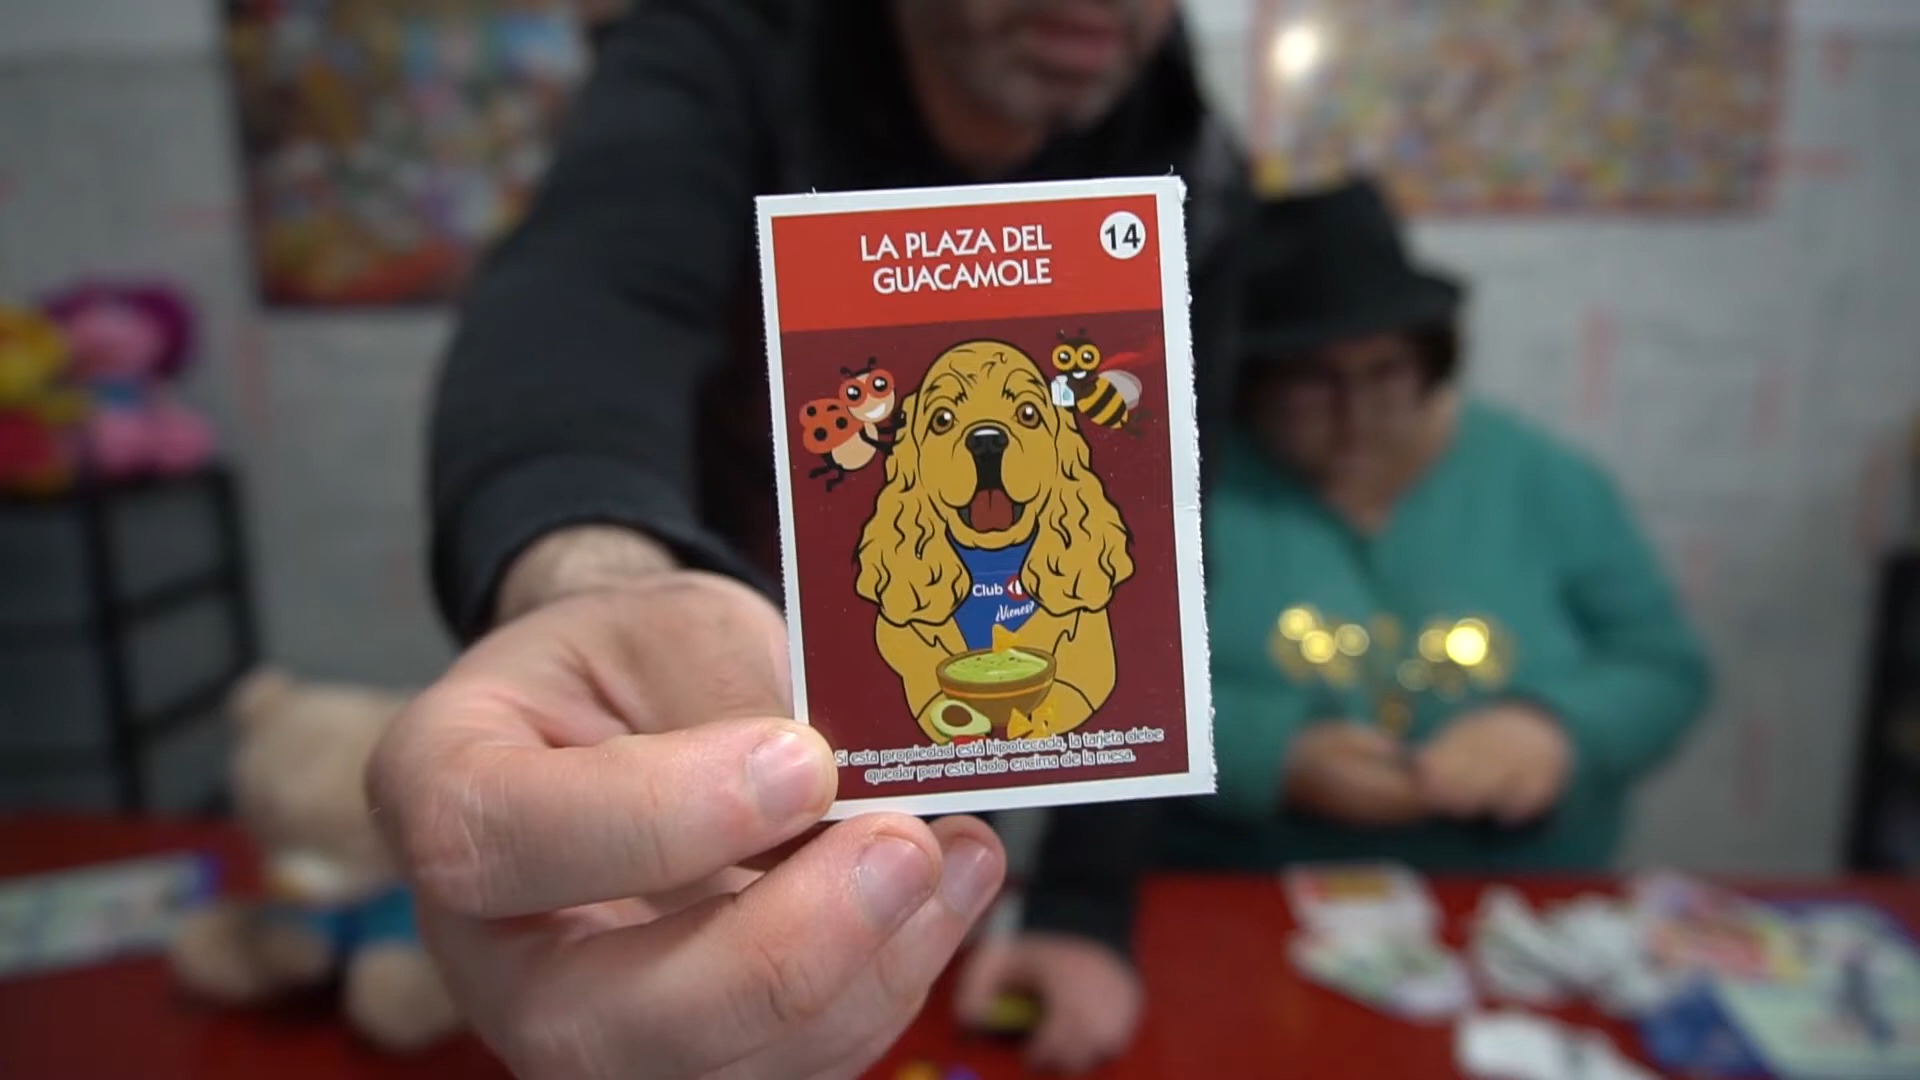 LA PLAZA DEL
GUACAMOLE
14
Club
¿Vienes?
Si esta propiedad está hipotecada, la tarjeta debe
quedar por este lado encima de la mesa.